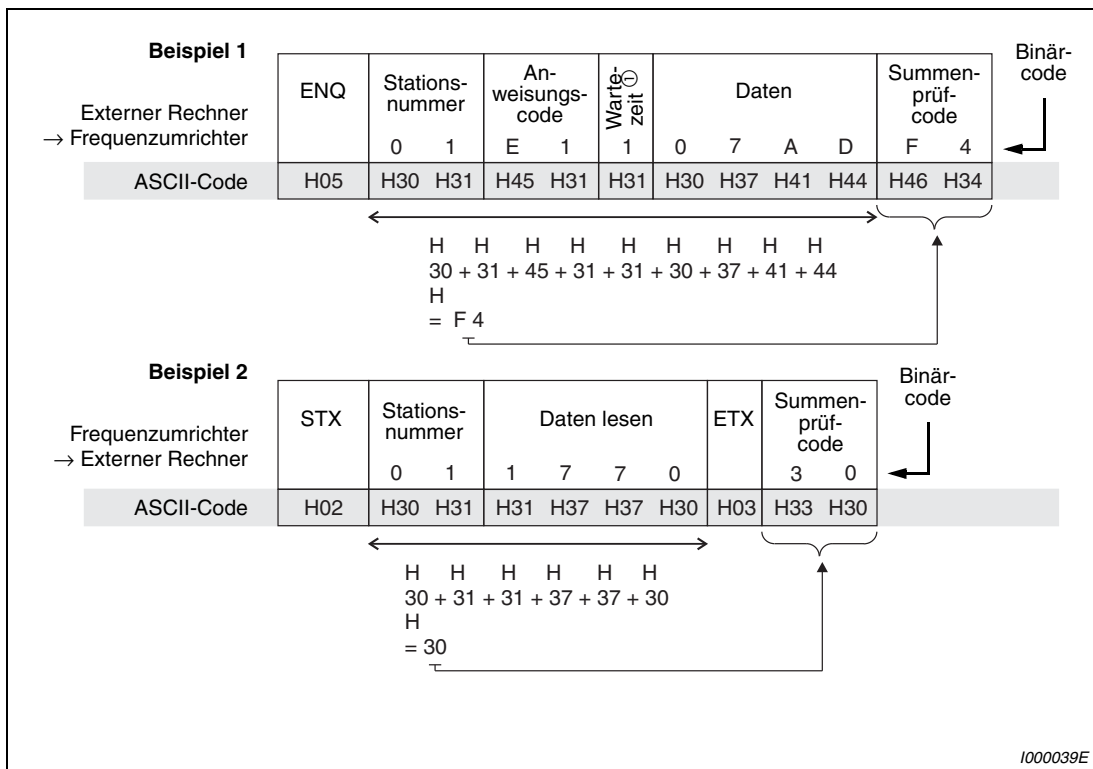 Beispiel 1
Externer Rechner
→ Frequenzumrichter
ENQ
Stations-
nummer
0 1
An-
weisungs-
code
E 1
Warte-
zeit ①
1
Daten
0 7 A D
Summen-
prüf-
code
F 4
Binär-
code
ASCII-Code H05 H30 H31 H45 H31 H31 H30 H37 H41 H44 H46 H34
H H H H H H H H H
30 + 31 + 45 + 31 + 31 + 30 + 37 + 41 + 44
H
= F 4
Beispiel 2
Frequenzumrichter
→ Externer Rechner
STX
Stations-
nummer
0 1
Daten lesen
1 7 7 0
ETX
Summen-
prüf-
code
3 0
Binär-
code
ASCII-Code H02 H30 H31 H31 H37 H37 H30 H03 H33 H30
H H H H H H
30 + 31 + 31 + 37 + 37 + 30
H
= 30
I000039E